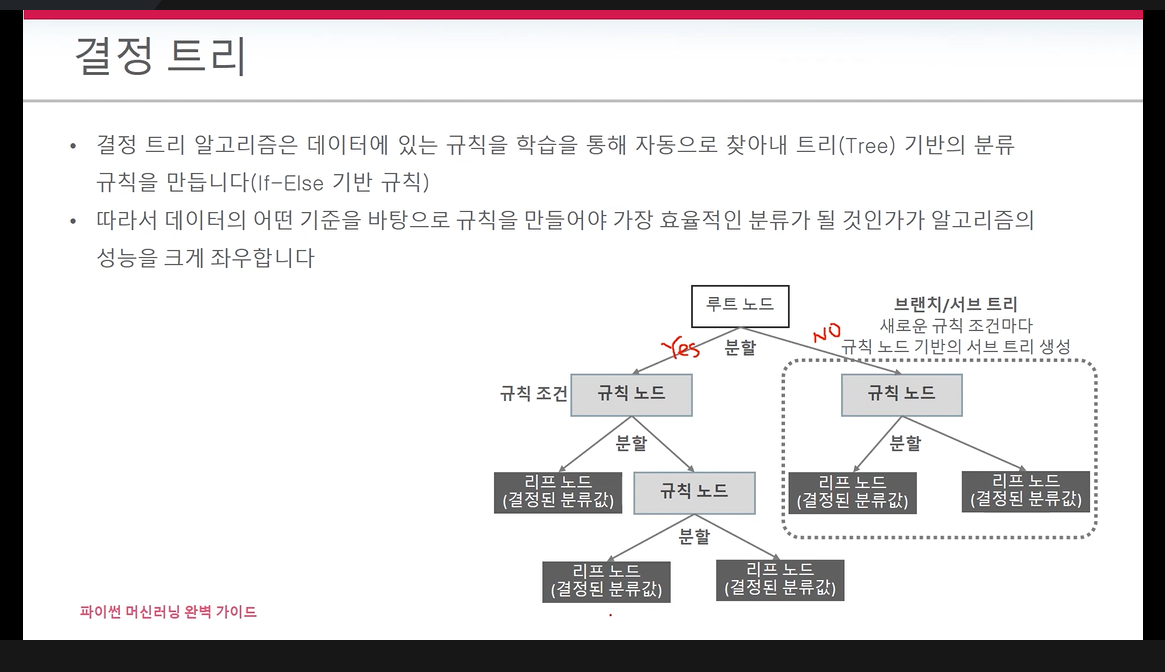 결정 트리
• 결정 트리 알고리즘은 데이터에 있는 규칙을 학습을 통해 자동으로 찾아내 트리(Tree) 기반의 분류
규칙을 만듭니다(If-Else 기반 규칙)
• 따라서 데이터의 어떤 기준을 바탕으로 규칙을 만들어야 가장 효율적인 분류가 될 것인가가 알고리즘의
성능을 크게 좌우합니다
루트 노드
브랜치/서브 트리
새로운 규칙 조건마다
규칙 노드 기반의 서브 트리 생성
Yes
분할
NO
규칙 조건
규칙 노드
규칙 노드
분할
분할
리프 노드
(결정된 분류값)
규칙 노드
리프 노드
(결정된 분류값)
리프 노드
(결정된 분류값)
분할
리프 노드
(결정된 분류값)
리프 노드
(결정된 분류값)
파이썬 머신러닝 완벽 가이드